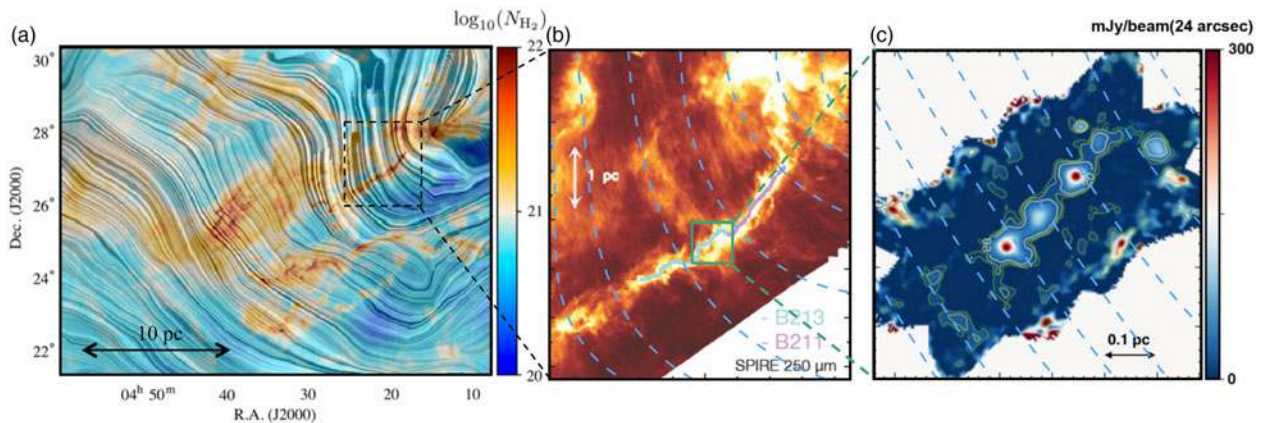 (a)
log₁₀(N_H₂)
22
21
20
30°
28°
26°
24°
22°
Dec. (J2000)
10 pc
04ʰ 50ᵐ 40 30 20 10
R.A. (J2000)
(b)
1 pc
- B213
- B211
SPIRE 250 µm
(c)
mJy/beam(24 arcsec)
300
0
0.1 pc